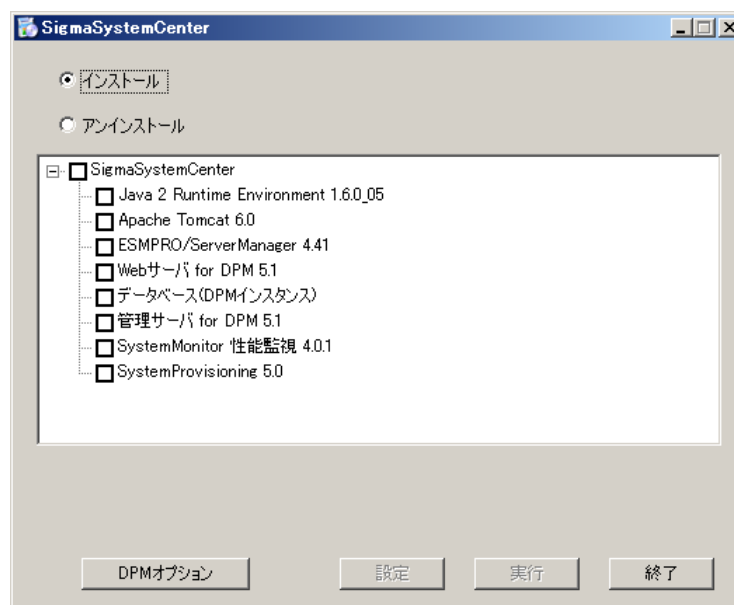 SigmaSystemCenter
インストール
アンインストール
SigmaSystemCenter
Java 2 Runtime Environment 1.6.0_05
Apache Tomcat 6.0
ESMPRO/ServerManager 4.41
Webサーバ for DPM 5.1
データベース(DPMインスタンス)
管理サーバ for DPM 5.1
SystemMonitor 性能監視 4.0.1
SystemProvisioning 5.0
DPMオプション 設定 実行 終了